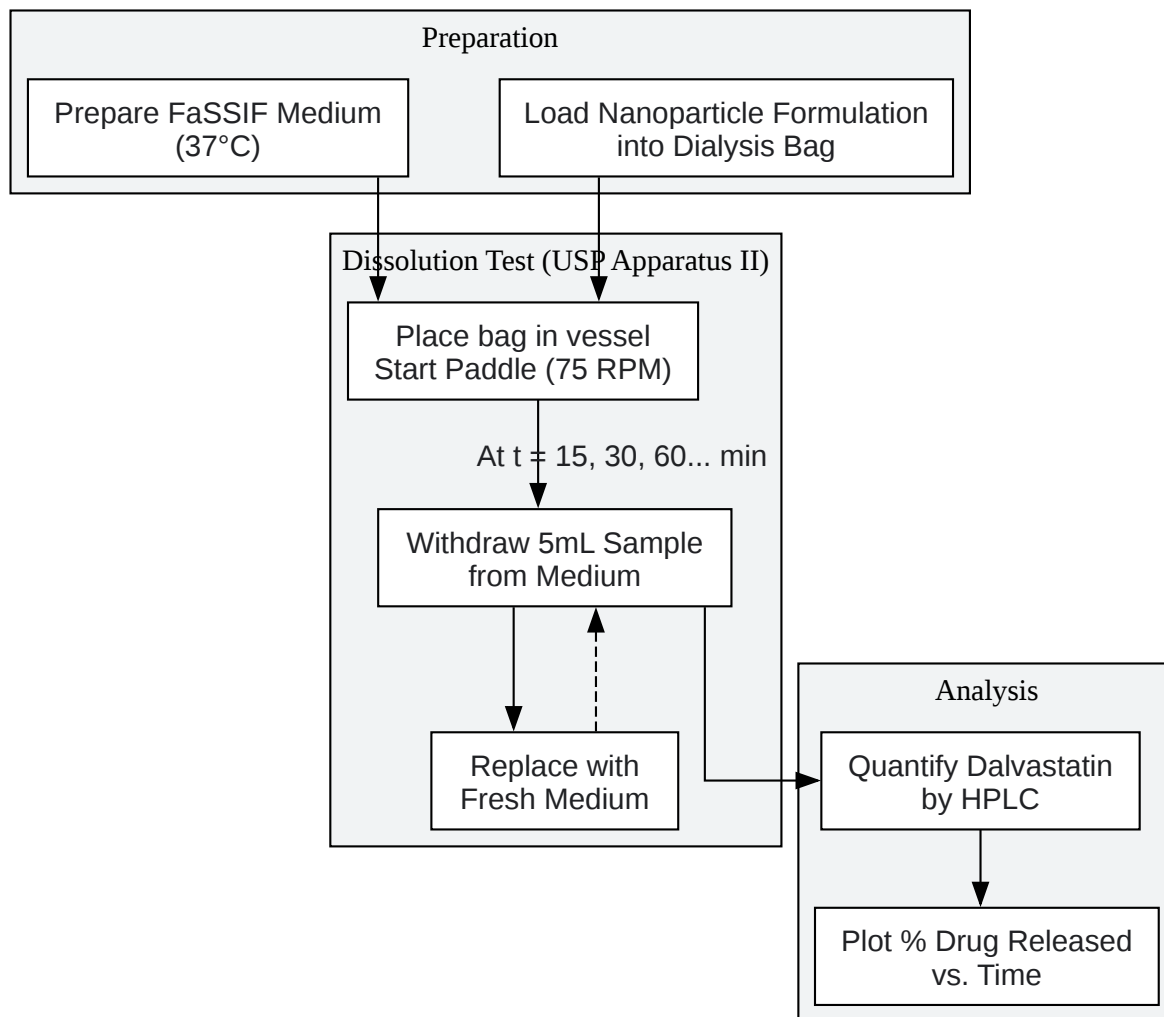 Preparation
Prepare FaSSIF Medium
(37°C)
Load Nanoparticle Formulation
into Dialysis Bag
Dissolution Test (USP Apparatus II)
Place bag in vessel
Start Paddle (75 RPM)
At t = 15, 30, 60... min
Withdraw 5mL Sample
from Medium
Replace with
Fresh Medium
Analysis
Quantify Dalvastatin
by HPLC
Plot % Drug Released
vs. Time